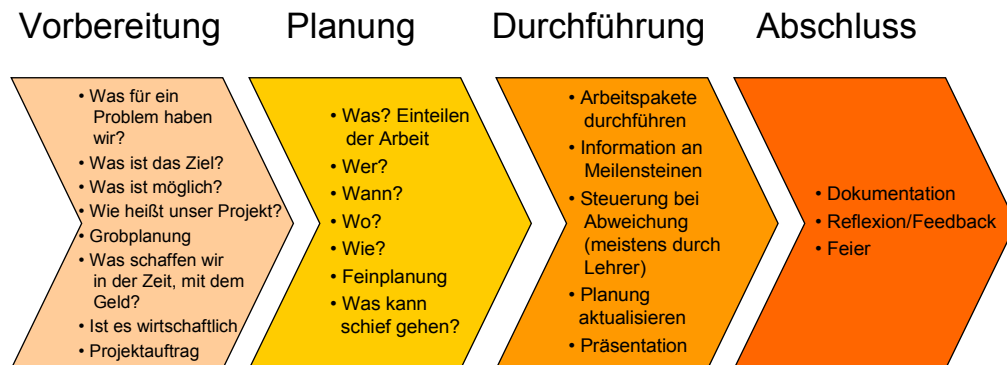 Vorbereitung
Planung
Durchführung
Abschluss
• Was für ein
Problem haben
wir?
• Was ist das Ziel?
• Was ist möglich?
• Wie heißt unser Projekt?
• Grobplanung
• Was schaffen wir
in der Zeit, mit dem
Geld?
• Ist es wirtschaftlich
• Projektauftrag
• Was? Einteilen
der Arbeit
• Wer?
• Wann?
• Wo?
• Wie?
• Feinplanung
• Was kann
schief gehen?
• Arbeitspakete
durchführen
• Information an
Meilensteinen
• Steuerung bei
Abweichung
(meistens durch
Lehrer)
• Planung
aktualisieren
• Präsentation
• Dokumentation
• Reflexion/Feedback
• Feier